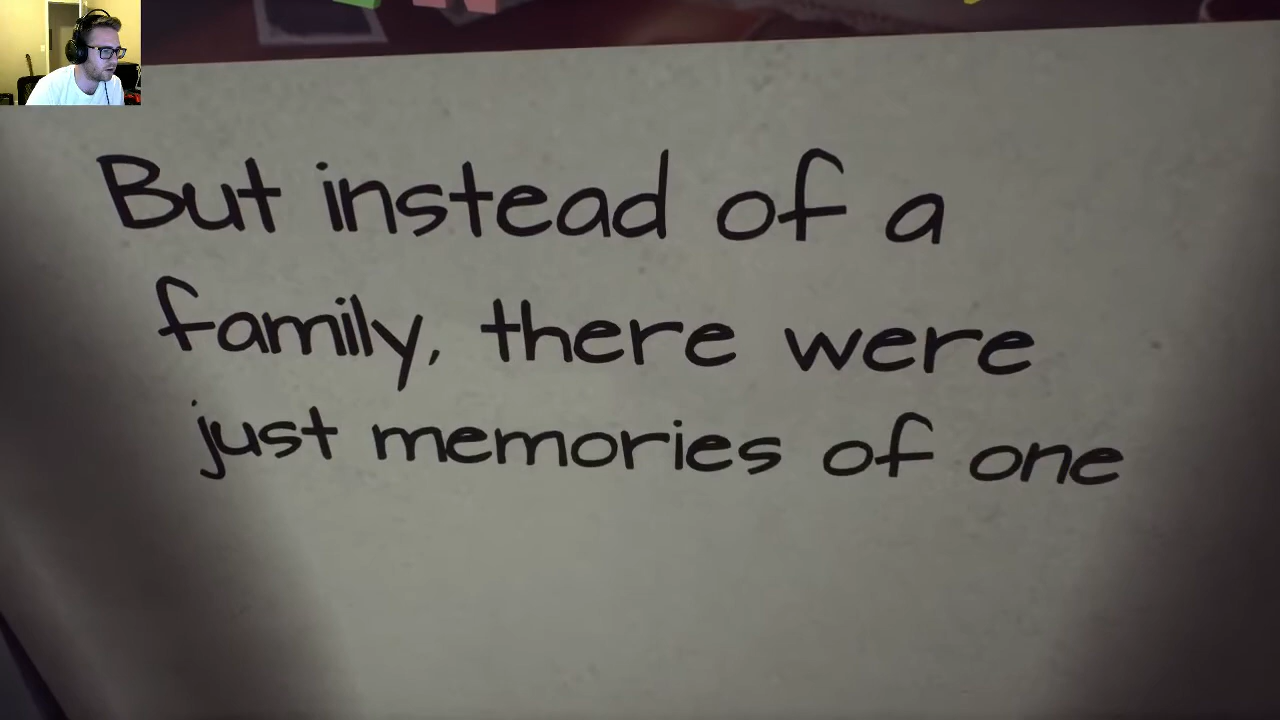 But instead of a
family, there were
just memories of one